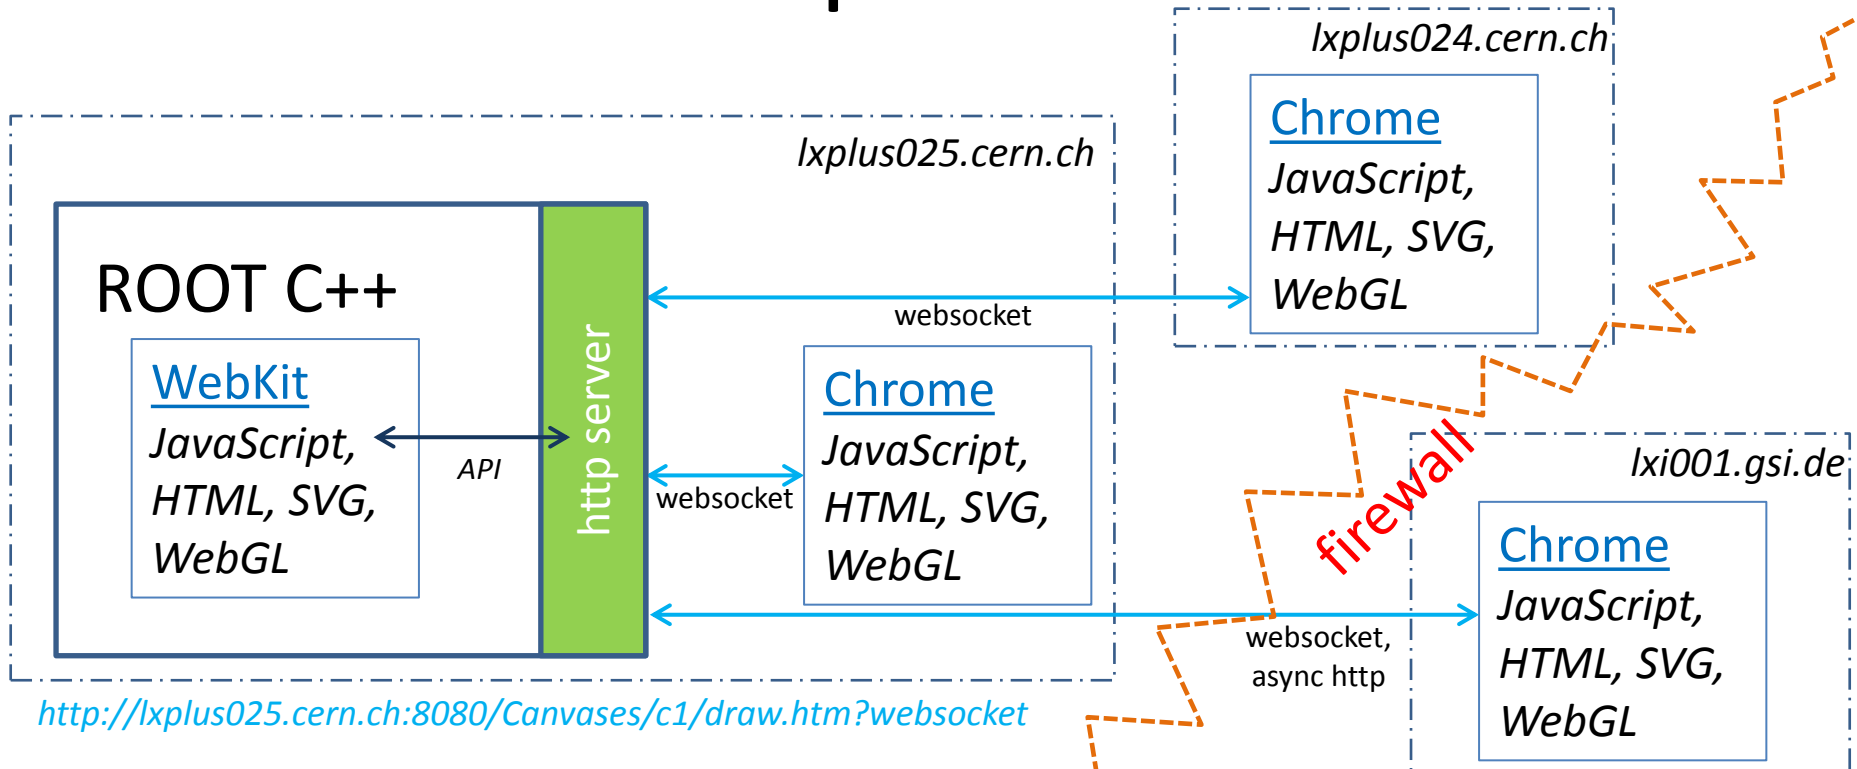 lxplus024.cern.ch
Chrome
JavaScript,
HTML, SVG,
WebGL
lxplus025.cern.ch
ROOT C++
WebKit
JavaScript,
HTML, SVG,
WebGL
API
http server
websocket
websocket
Chrome
JavaScript,
HTML, SVG,
WebGL
firewall
lxi001.gsi.de
Chrome
JavaScript,
HTML, SVG,
WebGL
websocket,
async http
http://lxplus025.cern.ch:8080/Canvases/c1/draw.htm?websocket